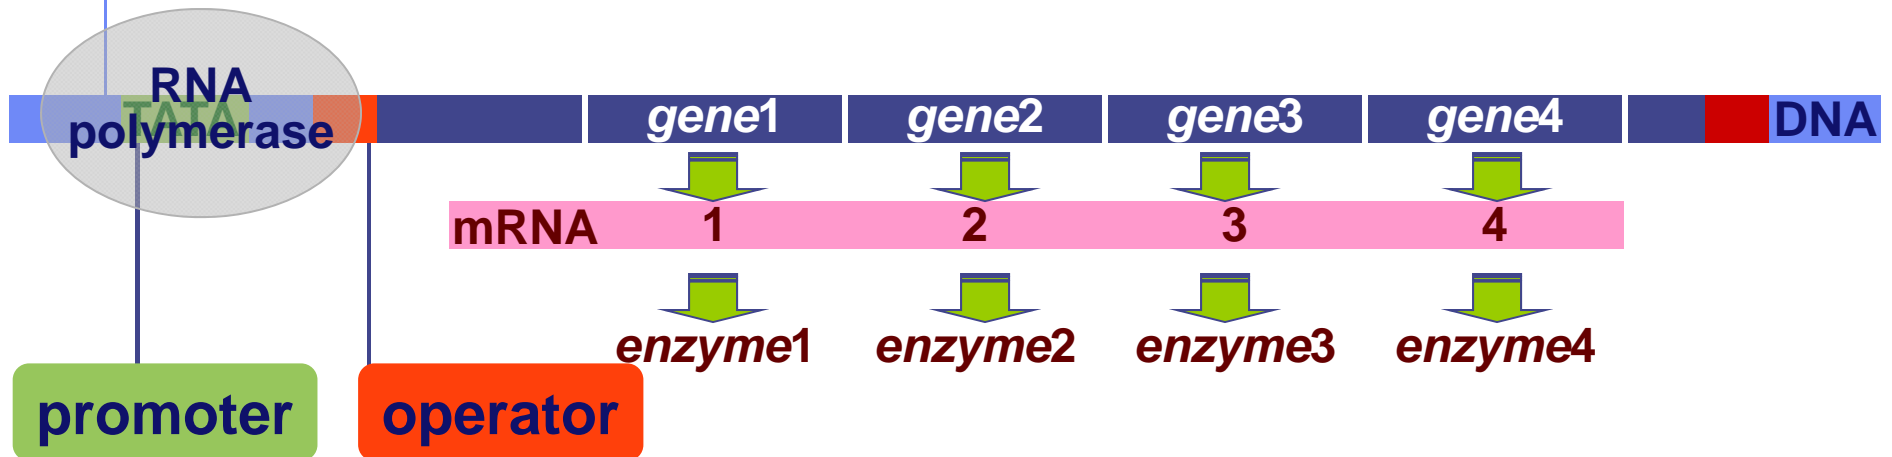 RNA
polymerase
TATA
gene1 gene2 gene3 gene4 DNA
mRNA 1 2 3 4
enzyme1 enzyme2 enzyme3 enzyme4
promoter operator